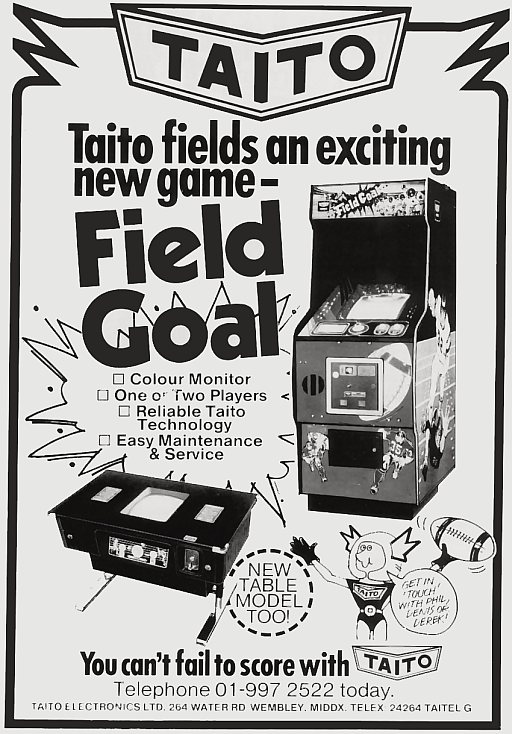 TAITO
Taito fields an exciting
new game–
Field
Goal
Field Goal
☐ Colour Monitor
☐ One or Two Players
☐ Reliable Taito
Technology
☐ Easy Maintenance
& Service
NEW
TABLE
MODEL
TOO!
TAITO
GET IN
'TOUCH'
WITH PHIL,
DENIS OR
DEREK!
You can't fail to score with TAITO
Telephone 01-997 2522 today.
TAITO ELECTRONICS LTD. 264 WATER RD WEMBLEY. MIDDX. TELEX 24264 TAITEL G